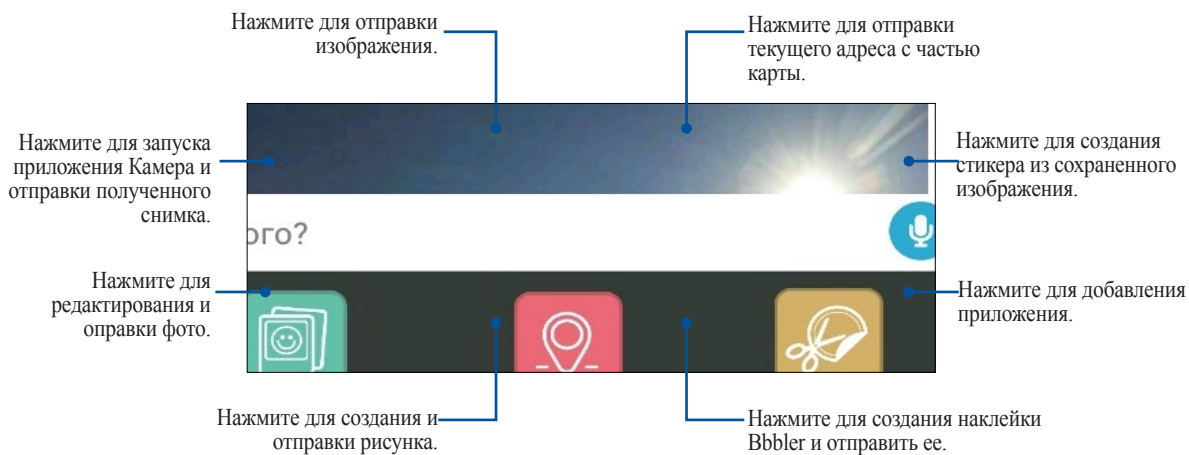 Нажмите для отправки
изображения.
Нажмите для отправки
текущего адреса с частью
карты.
Нажмите для запуска
приложения Камера и
отправки полученного
снимка.
Нажмите для создания
стикера из сохраненного
изображения.
ого?
Нажмите для
редактирования и
оправки фото.
Нажмите для добавления
приложения.
Нажмите для создания и
отправки рисунка.
Нажмите для создания наклейки
Bbbler и отправить ее.